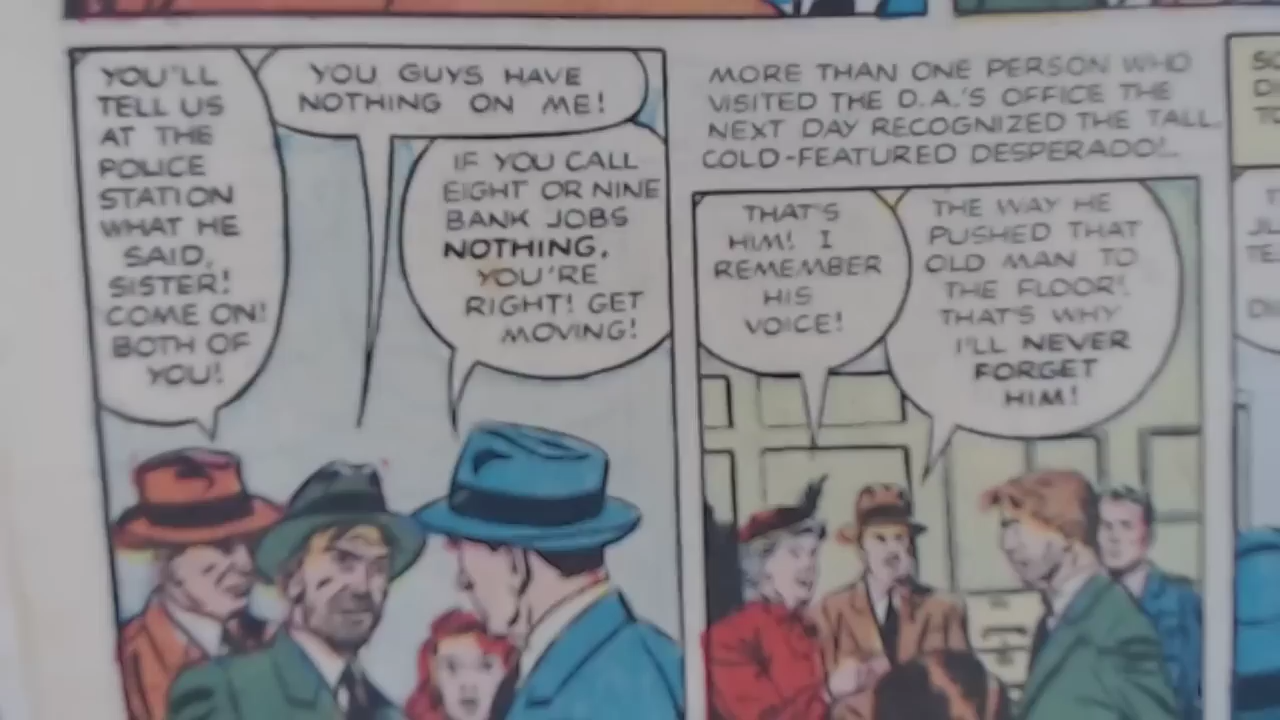 YOU'LL
TELL US
AT THE
POLICE
STATION
WHAT HE
SAID,
SISTER!
COME ON!
BOTH OF
YOU!
YOU GUYS HAVE
NOTHING ON ME!
IF YOU CALL
EIGHT OR NINE
BANK JOBS
NOTHING,
YOU'RE
RIGHT! GET
MOVING!
MORE THAN ONE PERSON WHO
VISITED THE D.A.'S OFFICE THE
NEXT DAY RECOGNIZED THE TALL,
COLD-FEATURED DESPERADO!..
THAT'S
HIM! I
REMEMBER
HIS
VOICE!
THE WAY HE
PUSHED THAT
OLD MAN TO
THE FLOOR!
THAT'S WHY
I'LL NEVER
FORGET
HIM!